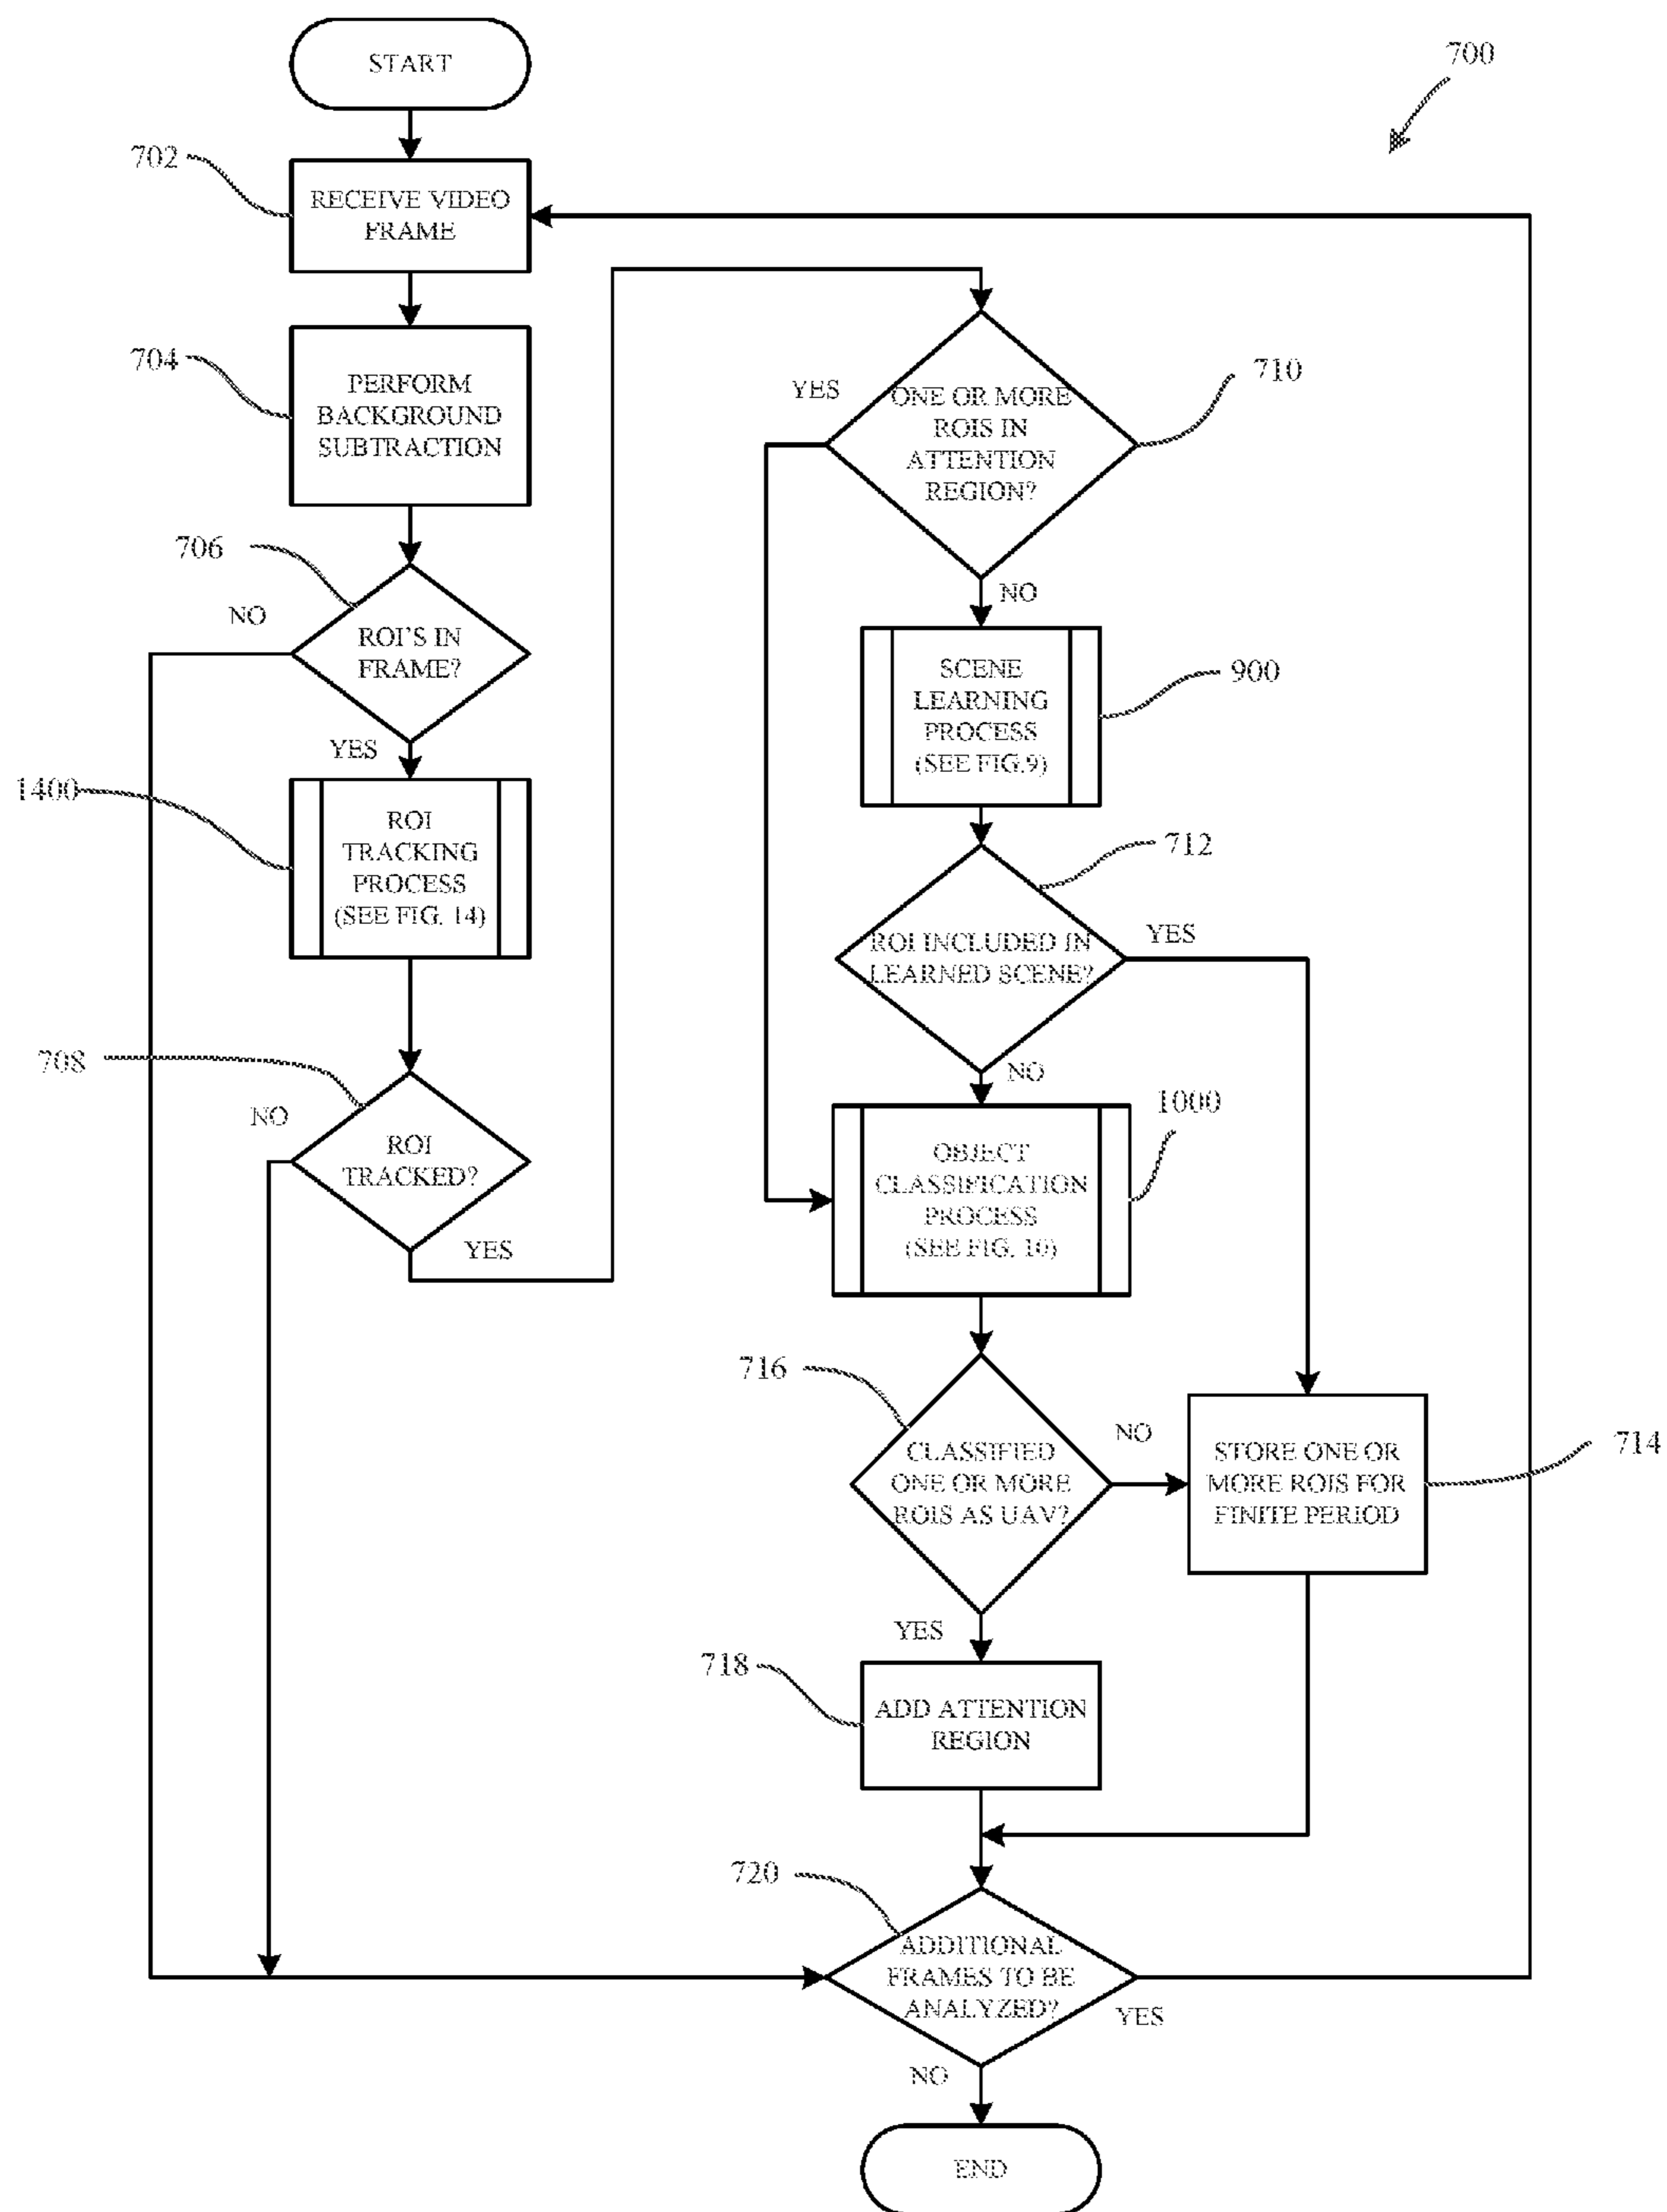 START
700
702
RECEIVE VIDEO
FRAME
704
PERFORM
BACKGROUND
SUBTRACTION
706
NO
ROI'S IN
FRAME?
YES
1400
ROI
TRACKING
PROCESS
(SEE FIG. 14)
708
NO
ROI
TRACKED?
YES
YES
ONE OR MORE
ROIS IN
ATTENTION
REGION?
710
NO
SCENE
LEARNING
PROCESS
(SEE FIG.9)
900
712
ROI INCLUDED IN
LEARNED SCENE?
YES
NO
1000
OBJECT
CLASSIFICATION
PROCESS
(SEE FIG. 10)
716
CLASSIFIED
ONE OR MORE
ROIS AS UAV?
NO
STORE ONE OR
MORE ROIS FOR
FINITE PERIOD
714
YES
718
ADD ATTENTION
REGION
720
ADDITIONAL
FRAMES TO BE
ANALYZED?
YES
NO
END